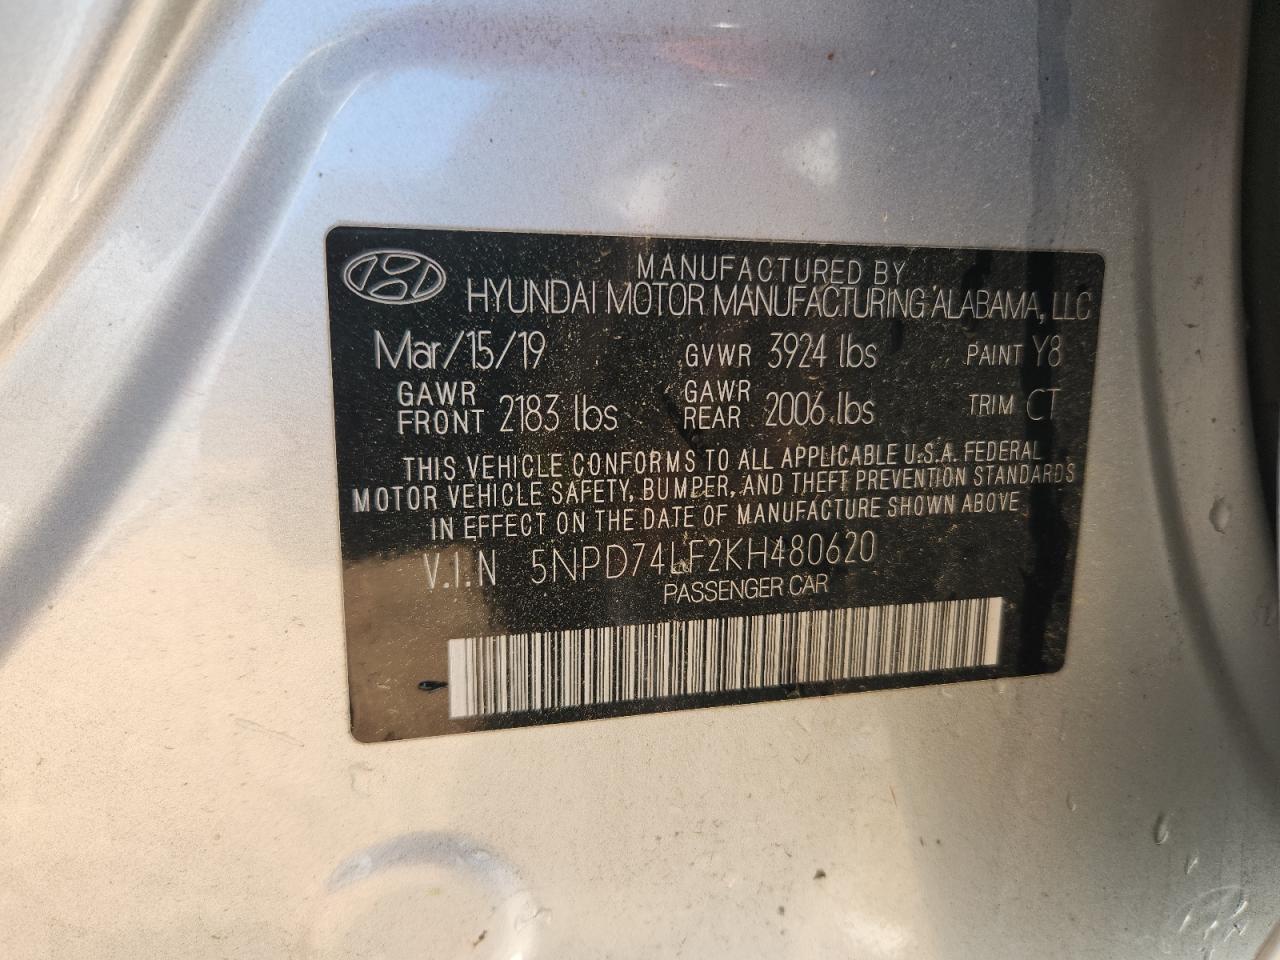 MANUFACTURED BY
HYUNDAI MOTOR MANUFACTURING ALABAMA, LLC
Mar/15/19 GVWR 3924 lbs PAINT Y8
GAWR FRONT 2183 lbs GAWR REAR 2006 lbs TRIM CT
THIS VEHICLE CONFORMS TO ALL APPLICABLE U.S.A. FEDERAL
MOTOR VEHICLE SAFETY, BUMPER, AND THEFT PREVENTION STANDARDS
IN EFFECT ON THE DATE OF MANUFACTURE SHOWN ABOVE
V.I.N 5NPD74LF2KH480620
PASSENGER CAR